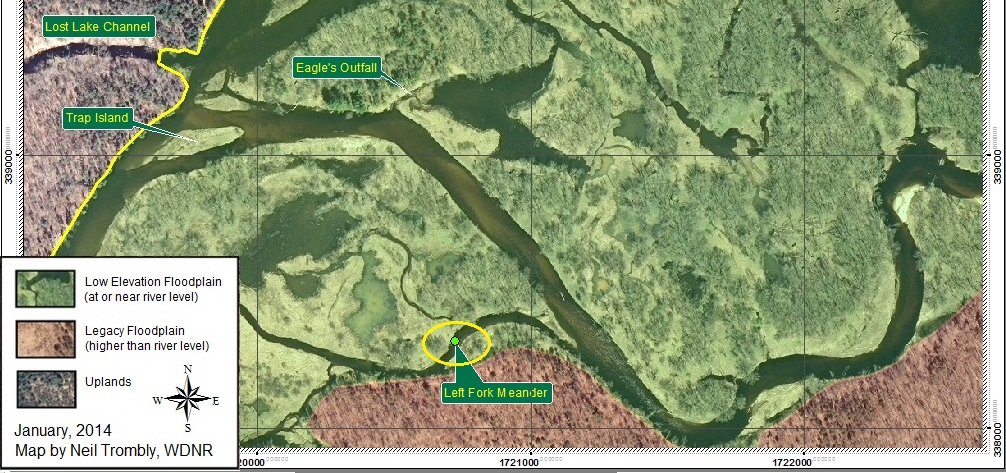 Lost Lake Channel
Eagle's Outfall
Trap Island
339000
339000
Low Elevation Floodplain
(at or near river level)
Legacy Floodplain
(higher than river level)
Uplands
N
W E
S
Left Fork Meander
January, 2014
Map by Neil Trombly, WDNR
338000
20000
1721000
1722000